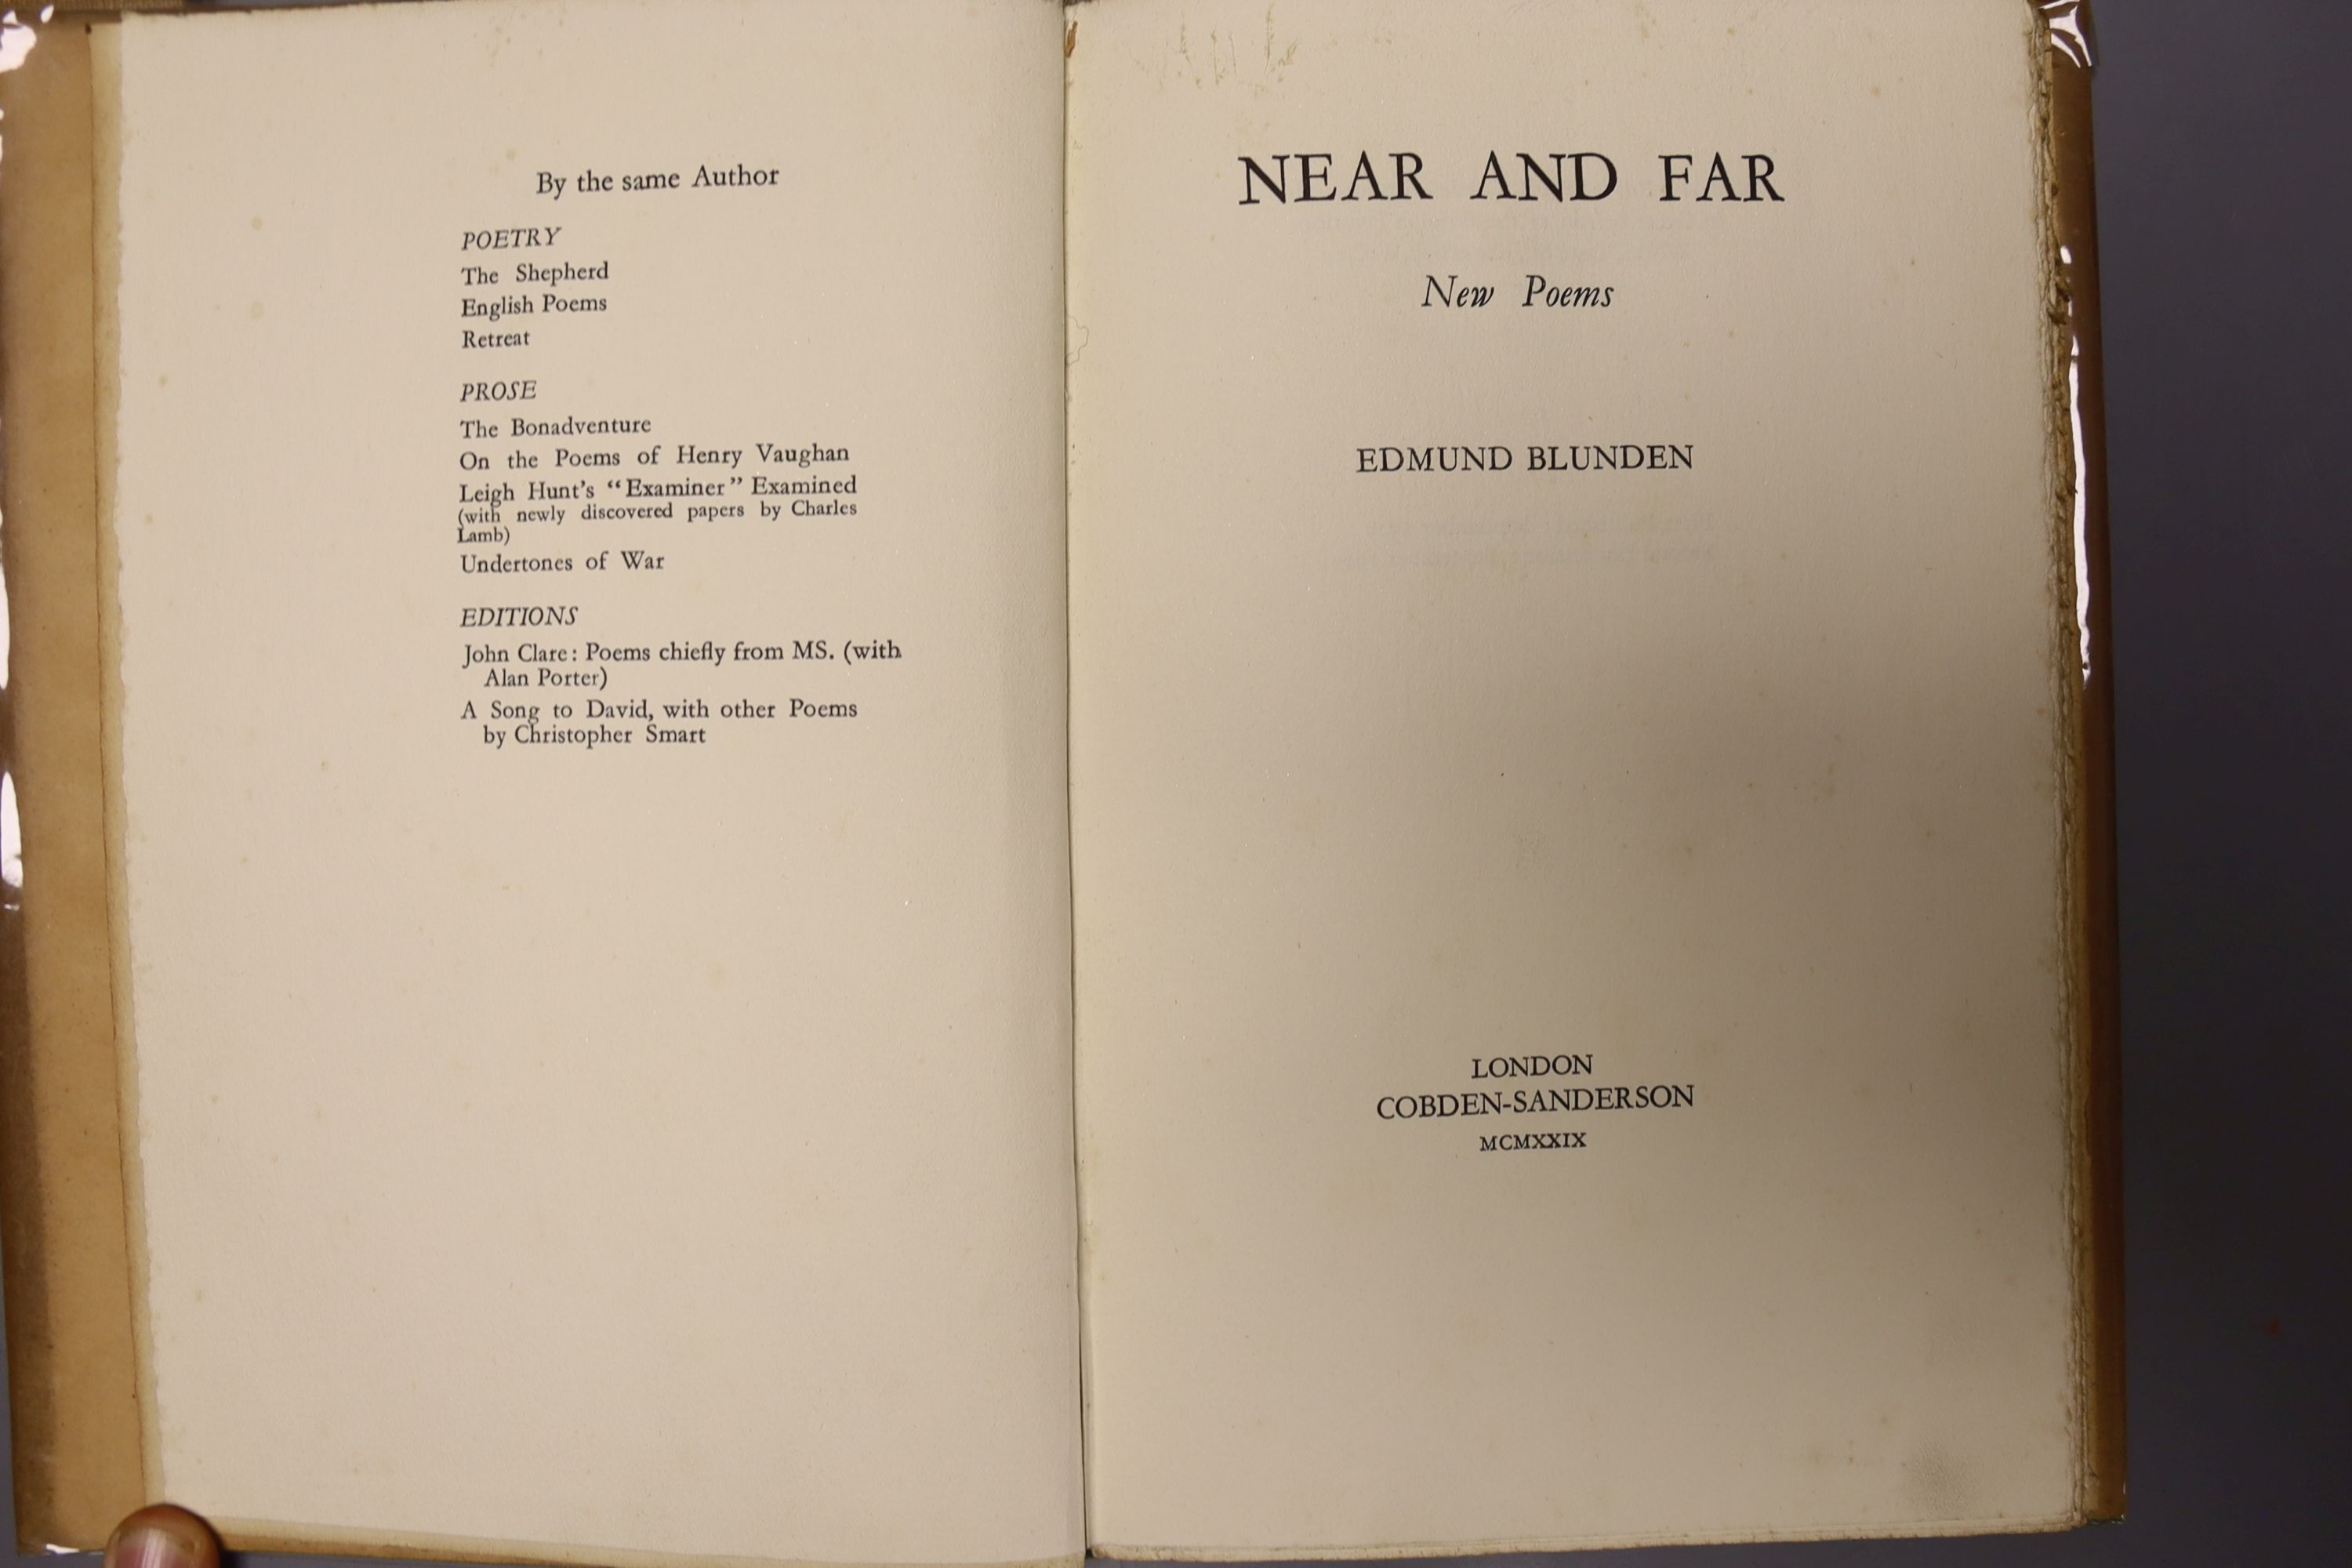 By the same Author
POETRY
The Shepherd
English Poems
Retreat
PROSE
The Bonadventure
On the Poems of Henry Vaughan
Leigh Hunt's “Examiner” Examined
(with newly discovered papers by Charles
Lamb)
Undertones of War
EDITIONS
John Clare: Poems chiefly from MS. (with
Alan Porter)
A Song to David, with other Poems
by Christopher Smart
NEAR AND FAR
New Poems
EDMUND BLUNDEN
LONDON
COBDEN-SANDERSON
MCMXXIX